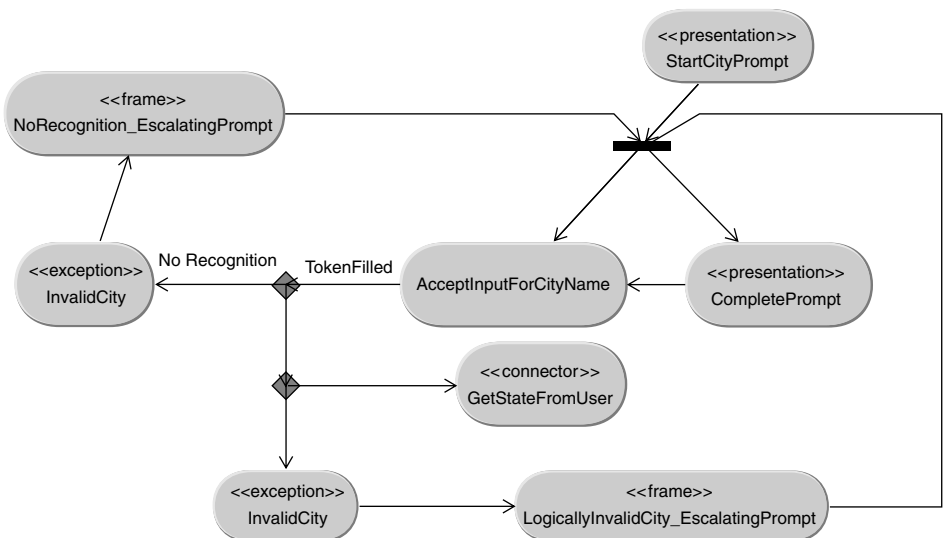 <<presentation>>
StartCityPrompt
<<frame>>
NoRecognition_EscalatingPrompt
<<exception>>
InvalidCity
No Recognition
TokenFilled
AcceptInputForCityName
<<presentation>>
CompletePrompt
<<connector>>
GetStateFromUser
<<exception>>
InvalidCity
<<frame>>
LogicallyInvalidCity_EscalatingPrompt